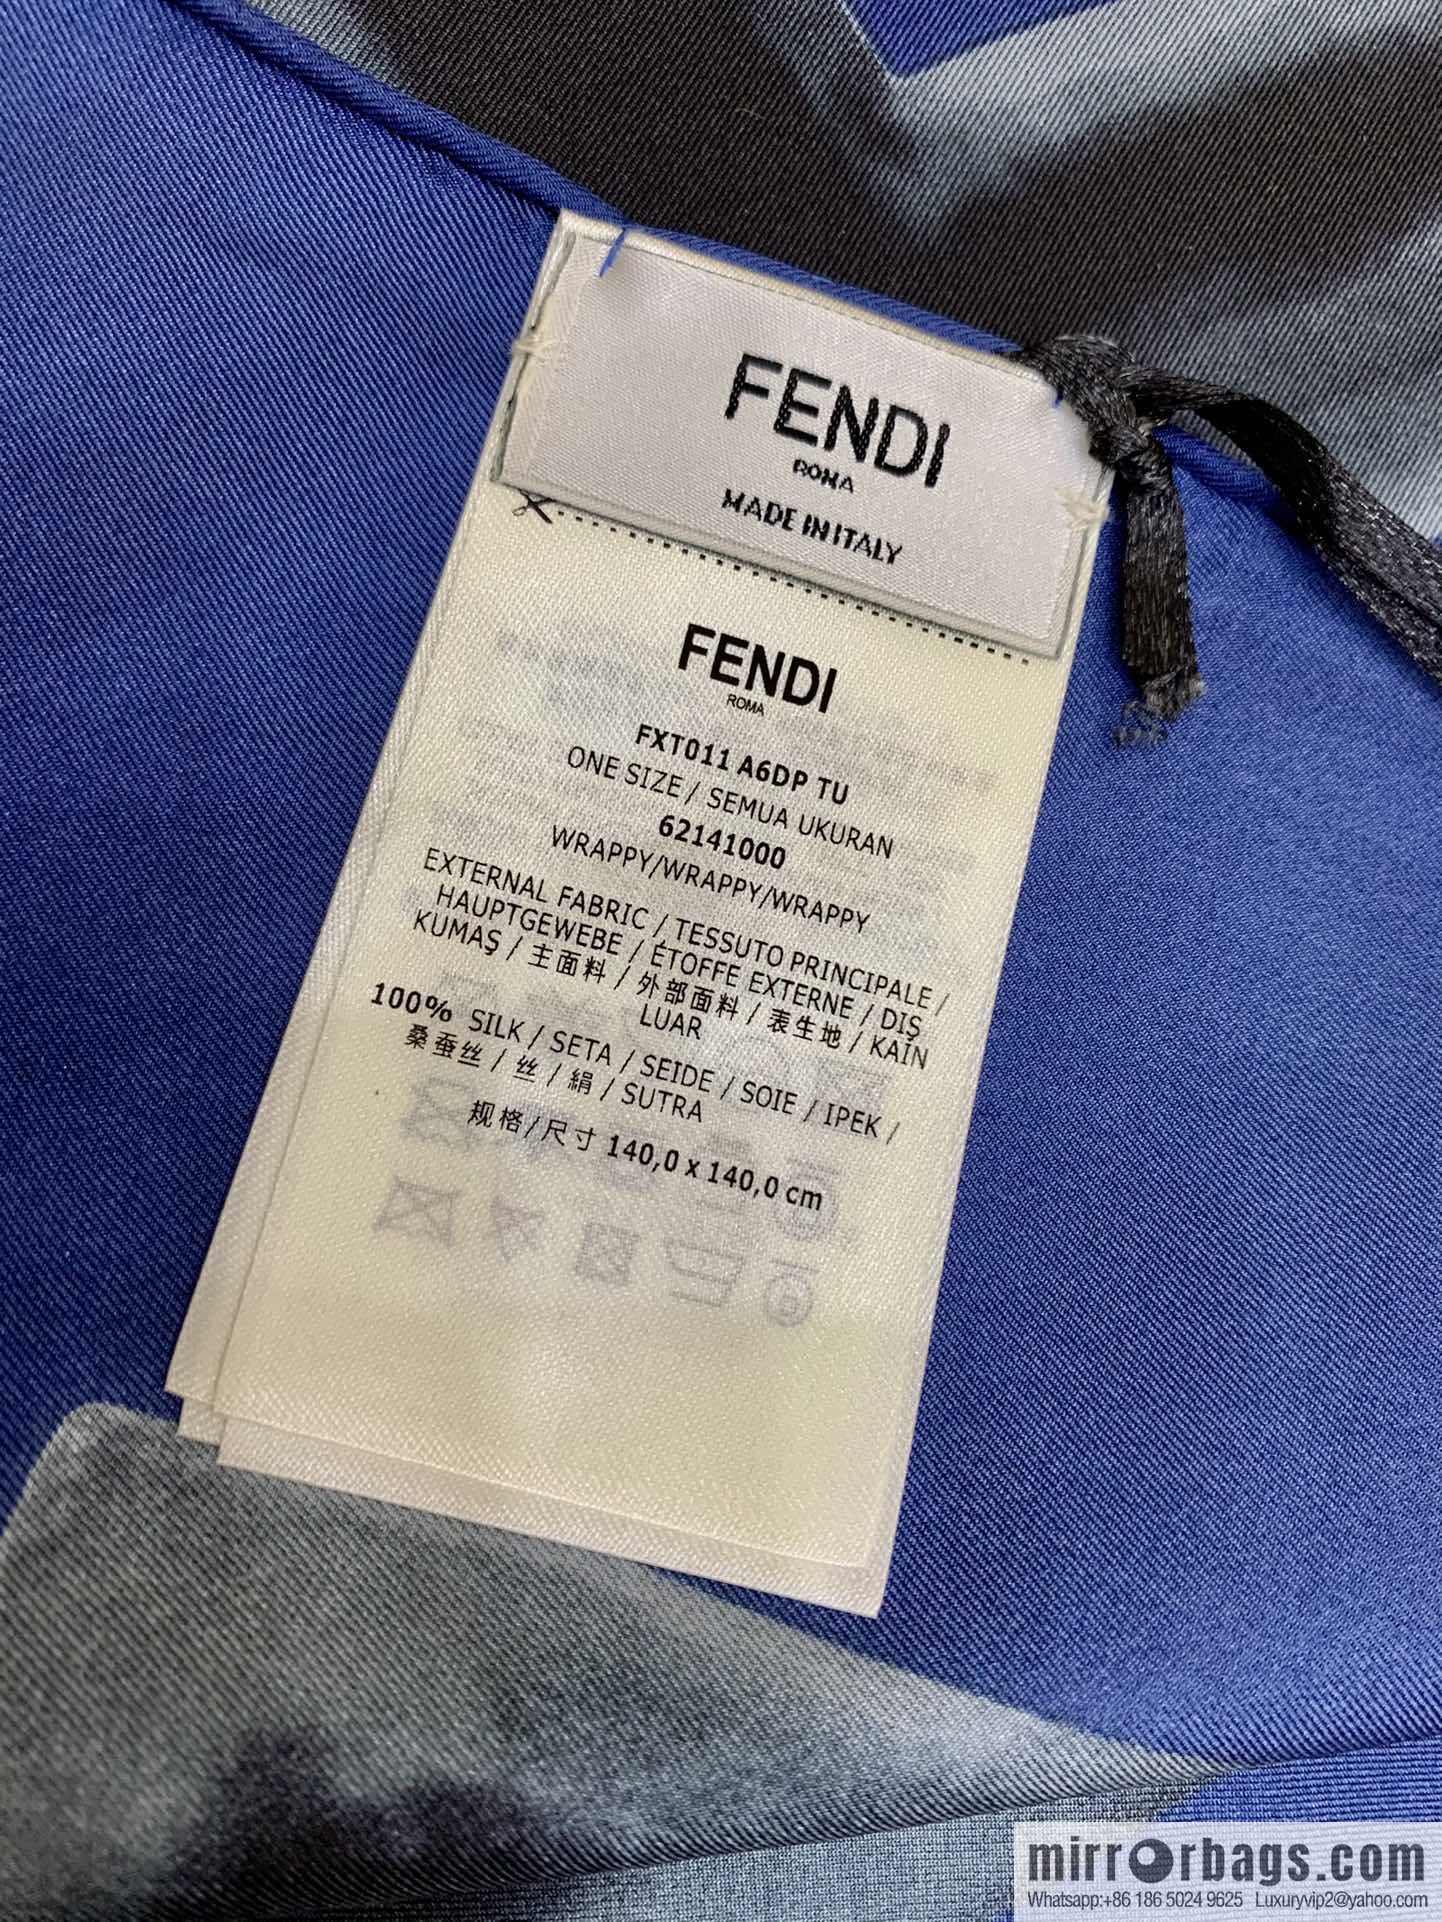 FENDI
ROMA
MADE IN ITALY
FENDI
ROMA
FXT011 A6DP TU
ONE SIZE / SEMUA UKURAN
62141000
WRAPPY/WRAPPY/WRAPPY
EXTERNAL FABRIC / TESSUTO PRINCIPALE /
HAUPTGEWEBE / ÉTOFFE EXTERNE / DIŞ
KUMAŞ / 主面料 / 外部面料 / 表生地 / KAIN
LUAR
100% SILK / SETA / SEIDE / SOIE / IPEK /
桑蚕丝 / 丝 / 絹 / SUTRA
规格/尺寸 140,0 x 140,0 cm
mirrorbags.com
Whatsapp:+86 186 5024 9625 Luxuryvip2@yahoo.com